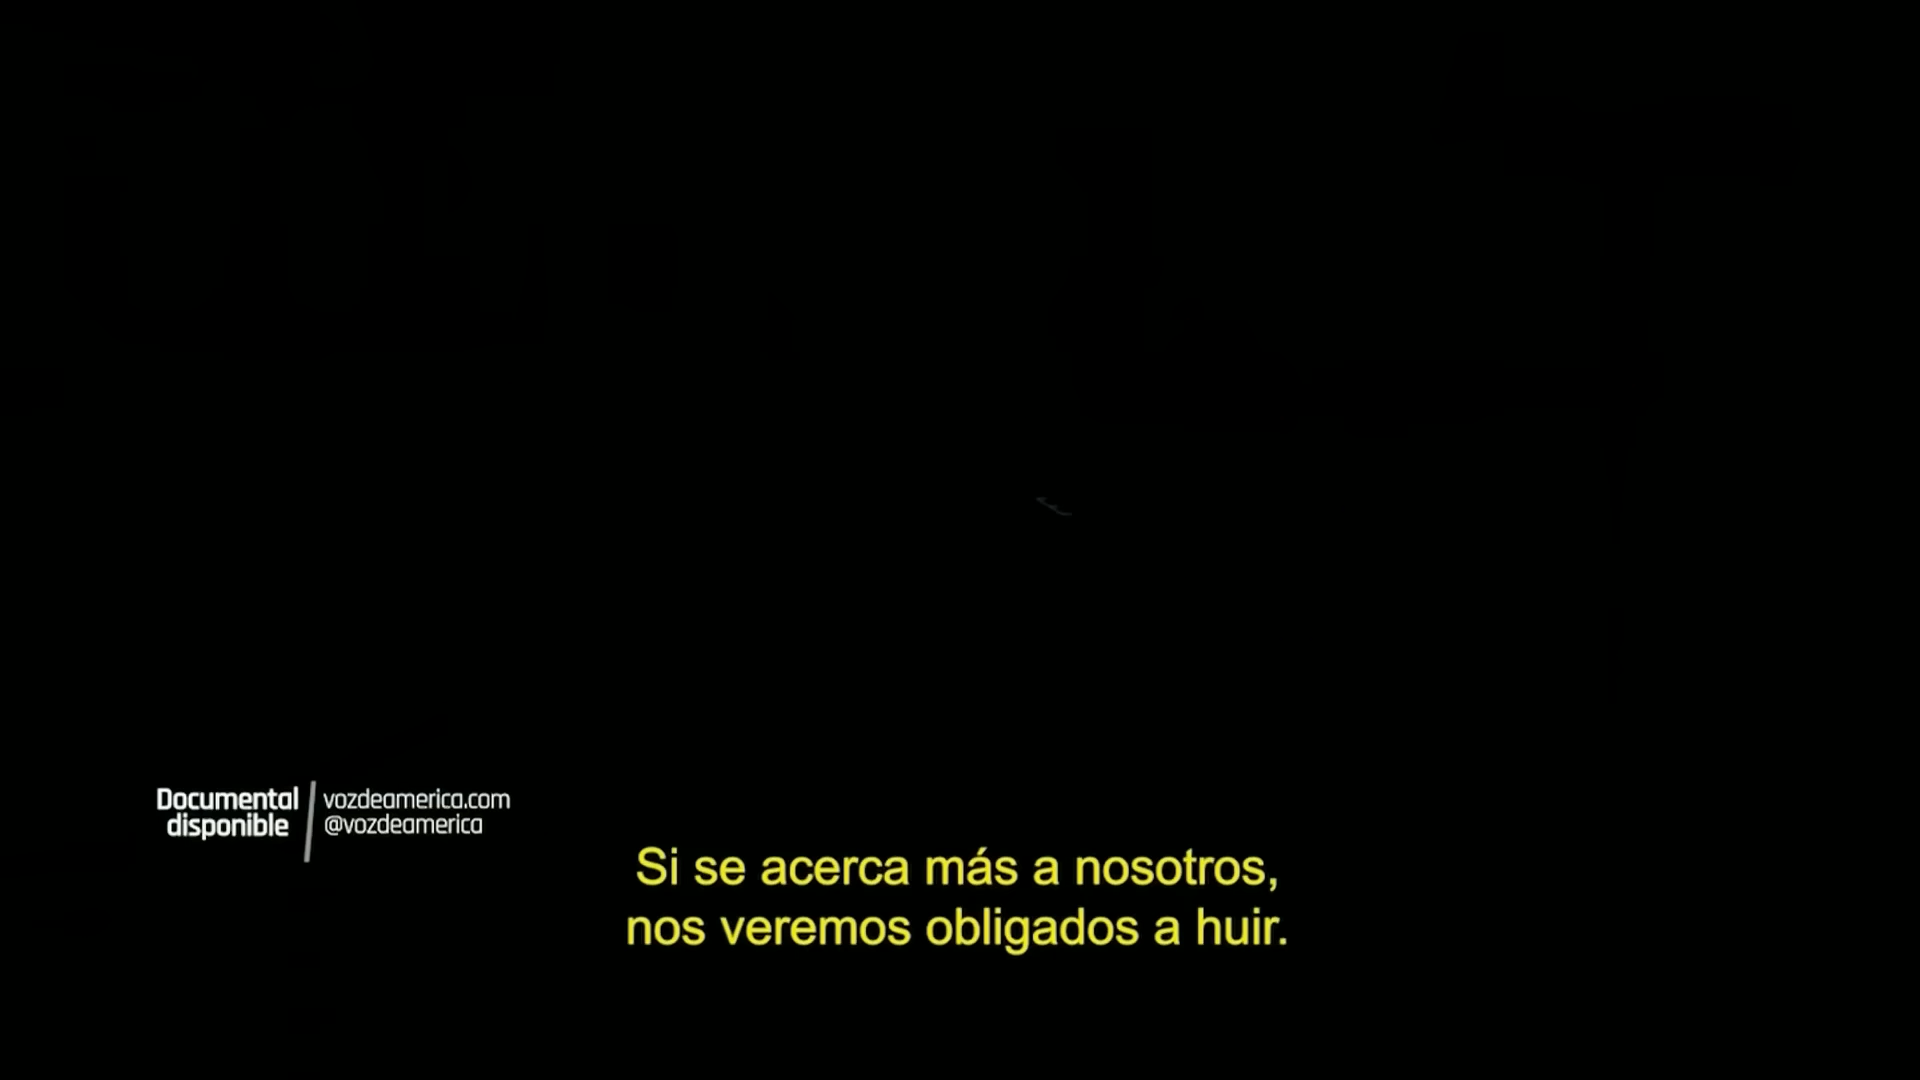 Documental
disponible
vozdeamerica.com
@vozdeamerica
Si se acerca más a nosotros,
nos veremos obligados a huir.